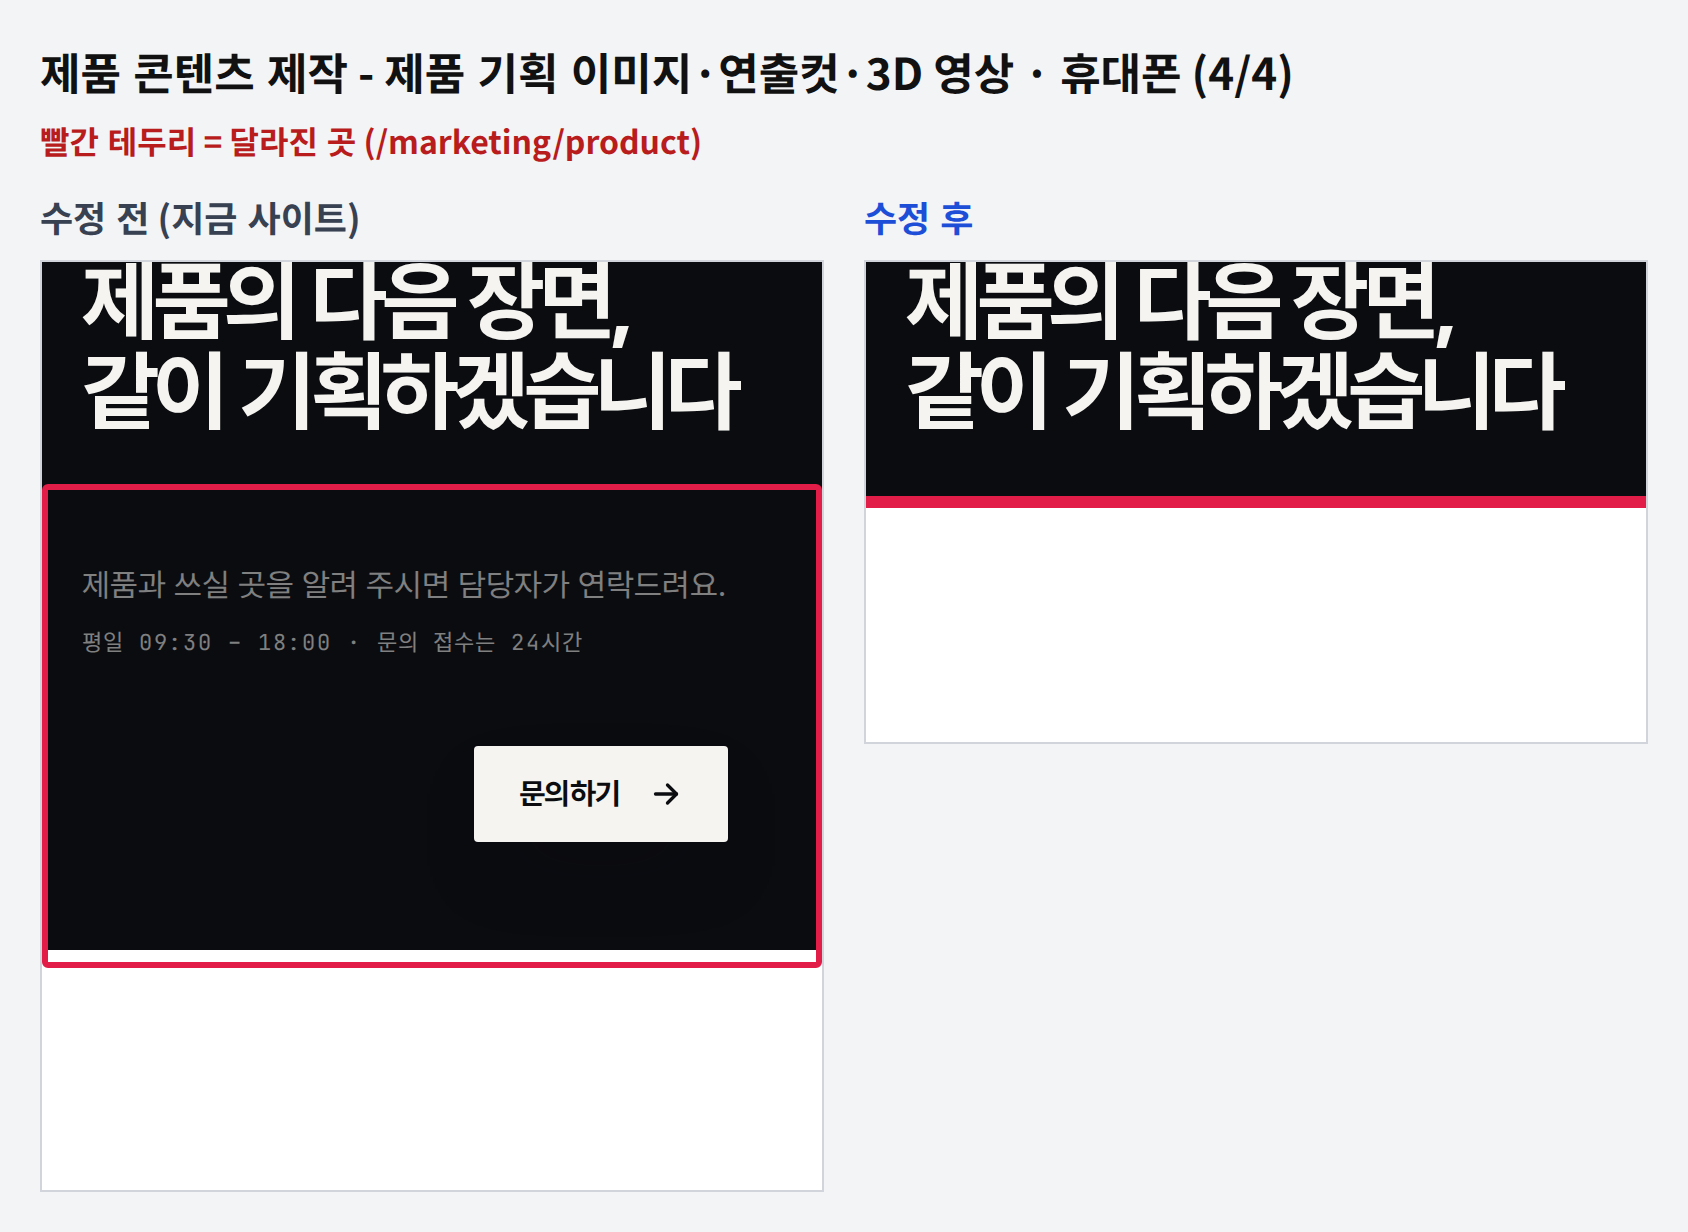 제품 콘텐츠 제작 - 제품 기획 이미지·연출컷·3D 영상 · 휴대폰 (4/4)
빨간 테두리 = 달라진 곳 (/marketing/product)
수정 전 (지금 사이트)
제품의 다음 장면,
같이 기획하겠습니다
제품과 쓰실 곳을 알려 주시면 담당자가 연락드려요.
평일 09:30 – 18:00 · 문의 접수는 24시간
문의하기 →
수정 후
제품의 다음 장면,
같이 기획하겠습니다